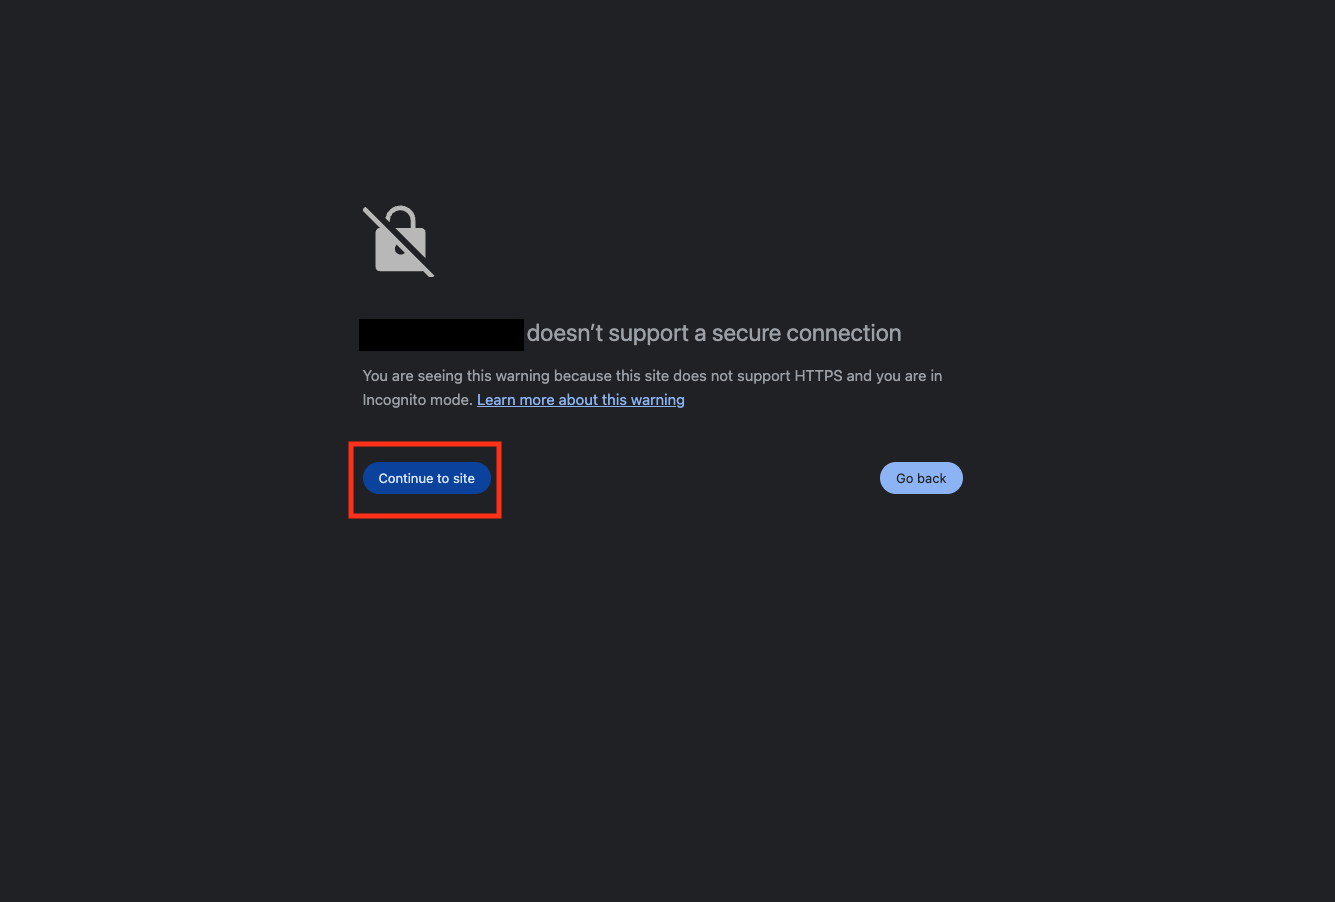 doesn’t support a secure connection
You are seeing this warning because this site does not support HTTPS and you are in
Incognito mode. Learn more about this warning
Continue to site
Go back